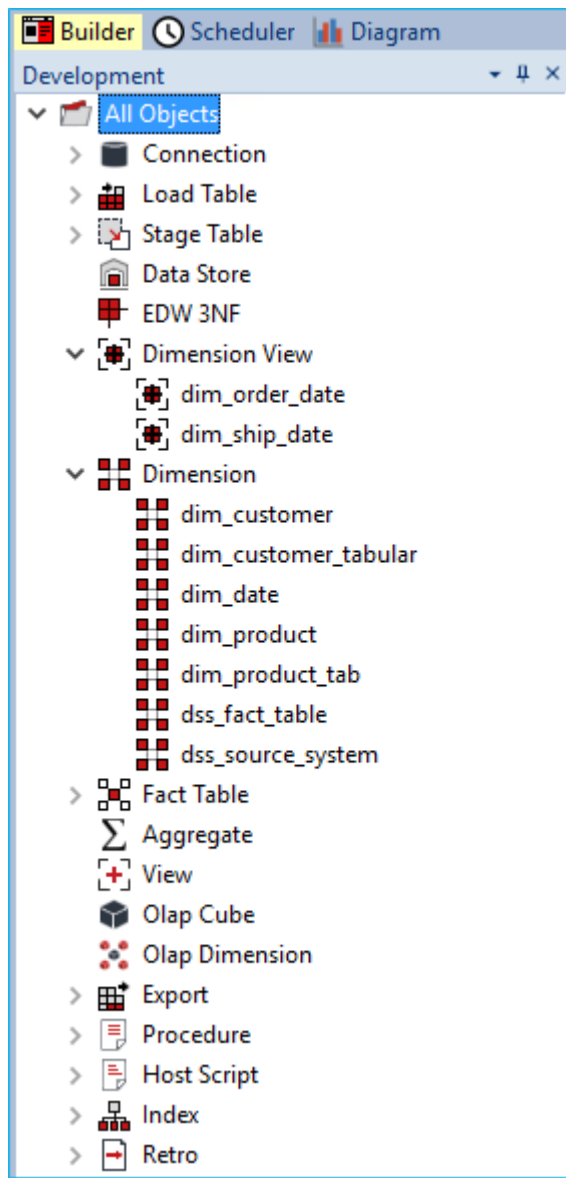 Builder Scheduler Diagram
Development
All Objects
Connection
Load Table
Stage Table
Data Store
EDW 3NF
Dimension View
dim_order_date
dim_ship_date
Dimension
dim_customer
dim_customer_tabular
dim_date
dim_product
dim_product_tab
dss_fact_table
dss_source_system
Fact Table
Aggregate
View
Olap Cube
Olap Dimension
Export
Procedure
Host Script
Index
Retro